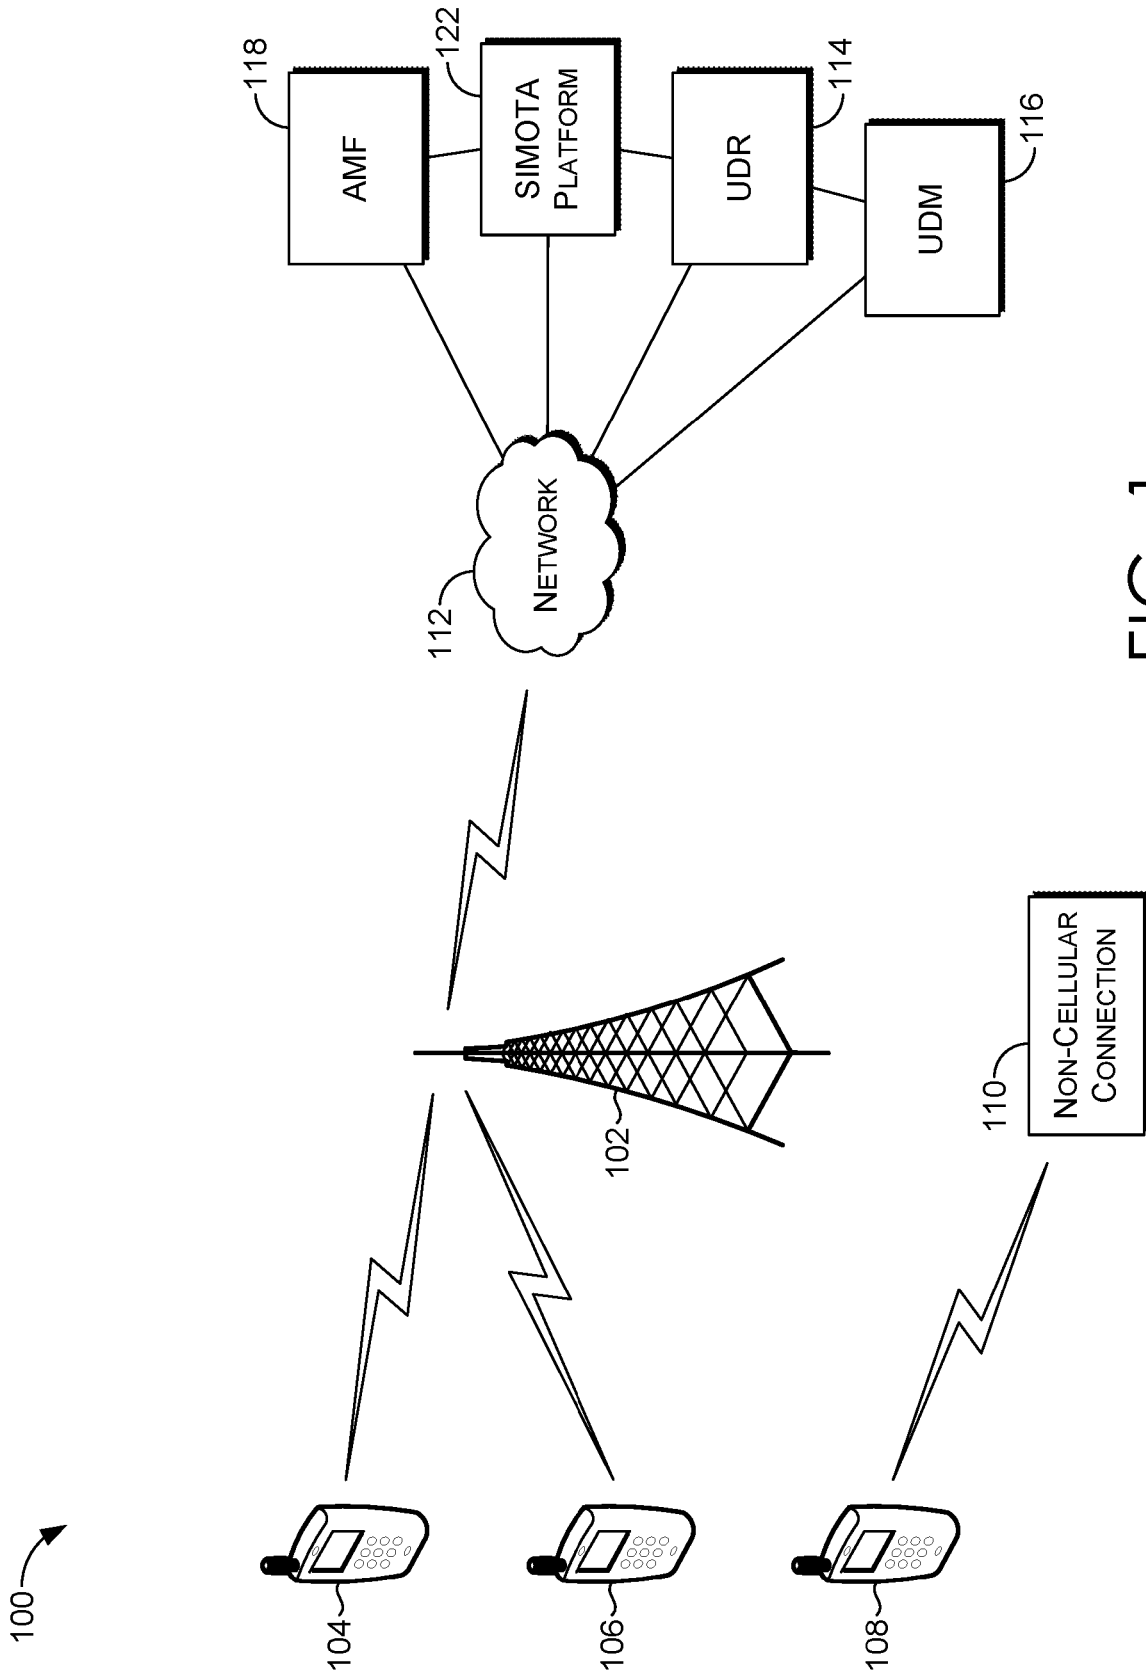 100
104
106
108
102
110
NON-CELLULAR
CONNECTION
112
NETWORK
118
AMF
122
SIMOTA
PLATFORM
114
UDR
116
UDM
FIG. 1